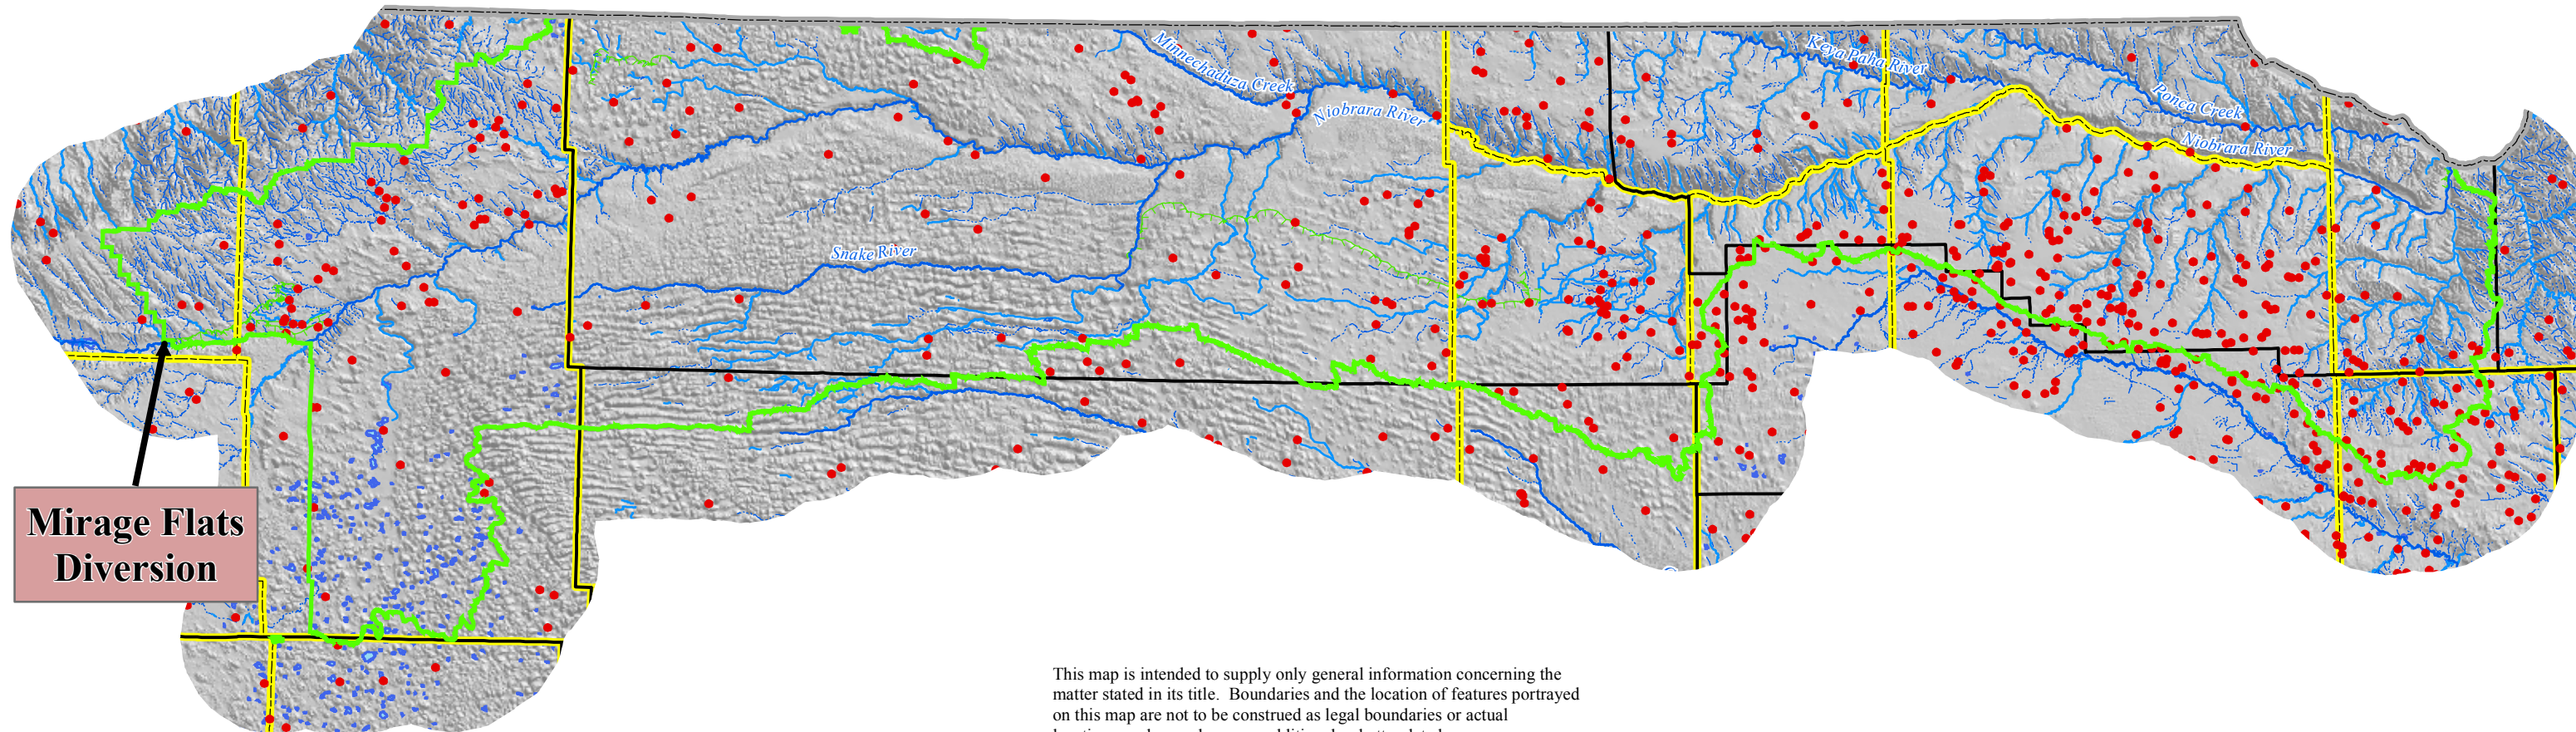 Minnechaduza Creek
Keya Paha River
Niobrara River
Ponca Creek
Niobrara River
Snake River
Mirage Flats
Diversion
This map is intended to supply only general information concerning the
matter stated in its title. Boundaries and the location of features portrayed
on this map are not to be construed as legal boundaries or actual